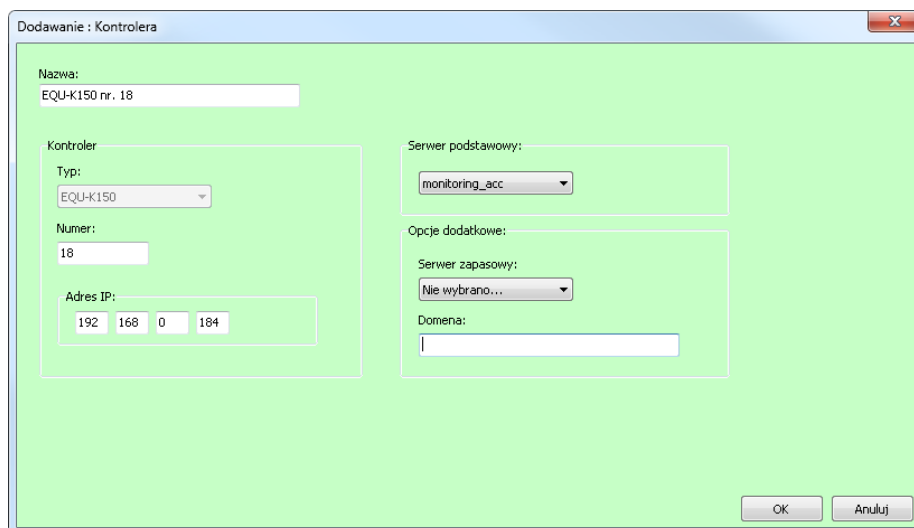 Dodawanie : Kontrolera
Nazwa:
EQU-K150 nr. 18
Kontroler
Typ:
EQU-K150
Numer:
18
Adres IP:
192 168 0 184
Serwer podstawowy:
monitoring_acc
Opcje dodatkowe:
Serwer zapasowy:
Nie wybrano...
Domena:
OK Anuluj